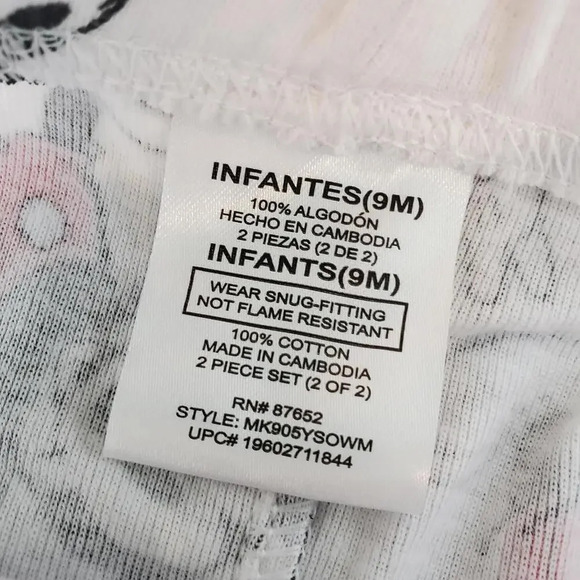 INFANTES(9M)
100% ALGODÓN
HECHO EN CAMBODIA
2 PIEZAS (2 DE 2)
INFANTS(9M)
WEAR SNUG-FITTING
NOT FLAME RESISTANT
100% COTTON
MADE IN CAMBODIA
2 PIECE SET (2 OF 2)
RN# 87652
STYLE: MK905YSOWM
UPC# 19602711844